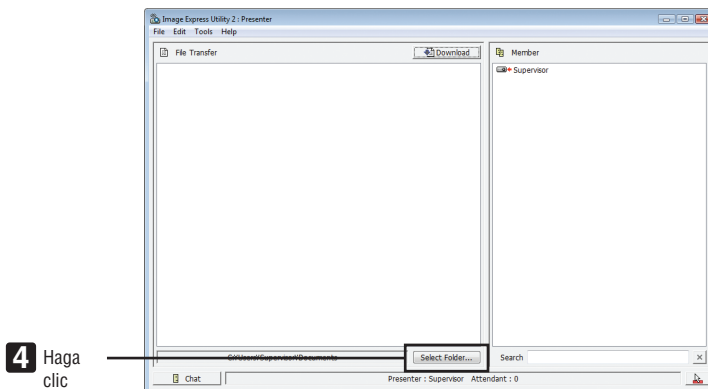 Image Express Utility 2 : Presenter
File Edit Tools Help
File Transfer
Download
Member
Supervisor
Select Folder...
Search
4 Haga
clic
Chat
Presenter : Supervisor Attendant : 0